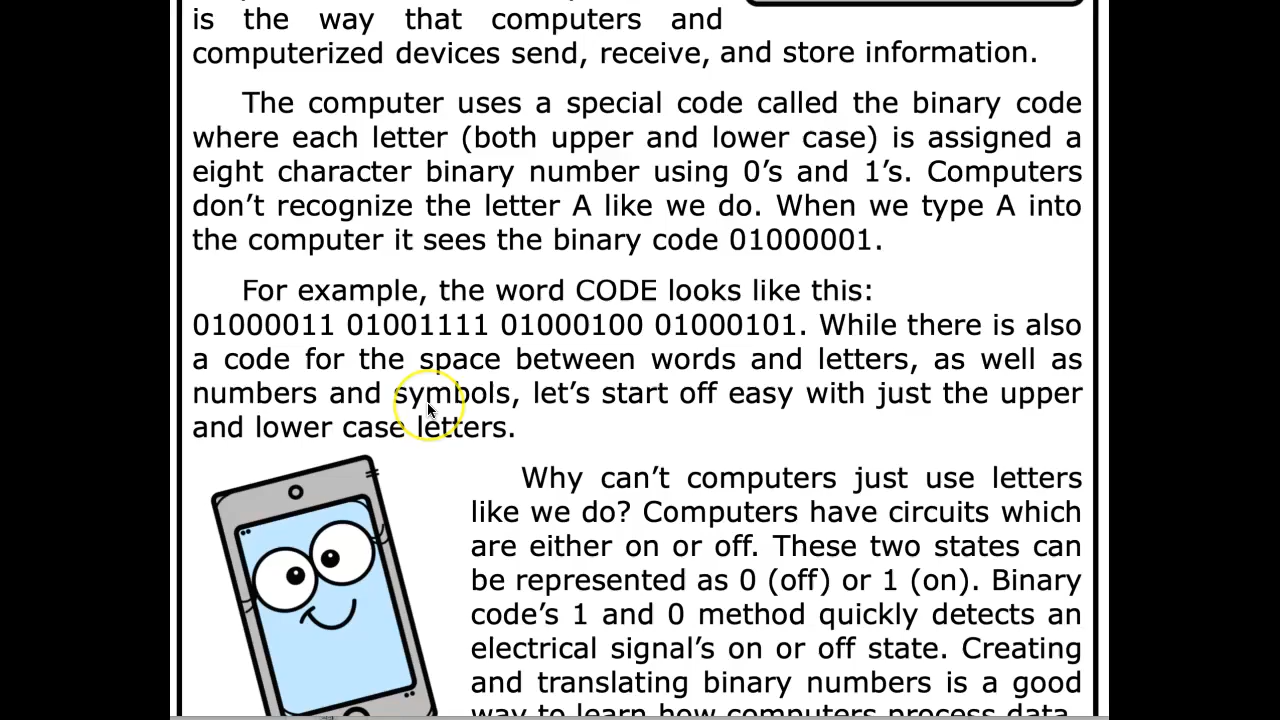 is the way that computers and
computerized devices send, receive, and store information.
The computer uses a special code called the binary code
where each letter (both upper and lower case) is assigned a
eight character binary number using 0’s and 1’s. Computers
don’t recognize the letter A like we do. When we type A into
the computer it sees the binary code 01000001.
For example, the word CODE looks like this:
01000011 01001111 01000100 01000101. While there is also
a code for the space between words and letters, as well as
numbers and symbols, let’s start off easy with just the upper
and lower case letters.
Why can’t computers just use letters
like we do? Computers have circuits which
are either on or off. These two states can
be represented as 0 (off) or 1 (on). Binary
code’s 1 and 0 method quickly detects an
electrical signal’s on or off state. Creating
and translating binary numbers is a good
way to learn how computers process data.